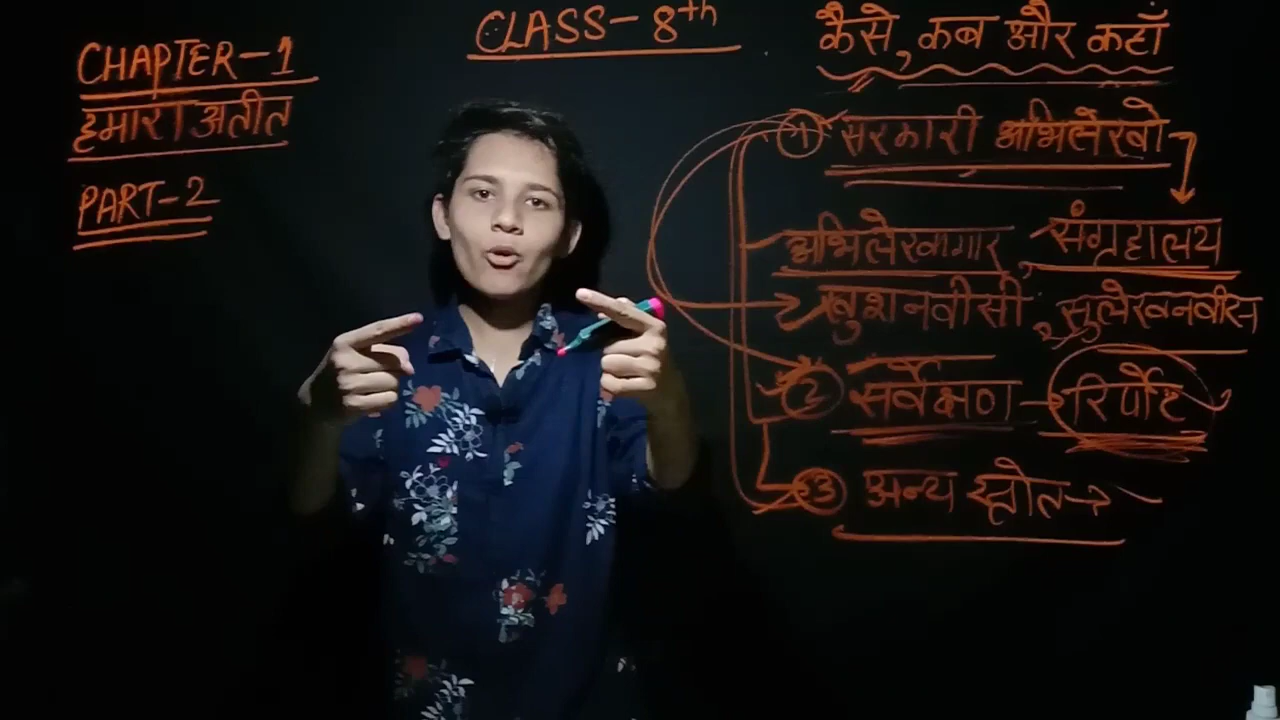 CLASS-8th
CHAPTER-1
हमारा अतीत
PART-2
कैसे, कब और कहाँ
1 सरकारी अभिलेखो
अभिलेखागार, संग्रहालय
खुशनवीसी, सुलेखनवीस
2 सर्वेक्षण → रिर्पोट
3 अन्य स्त्रोत →